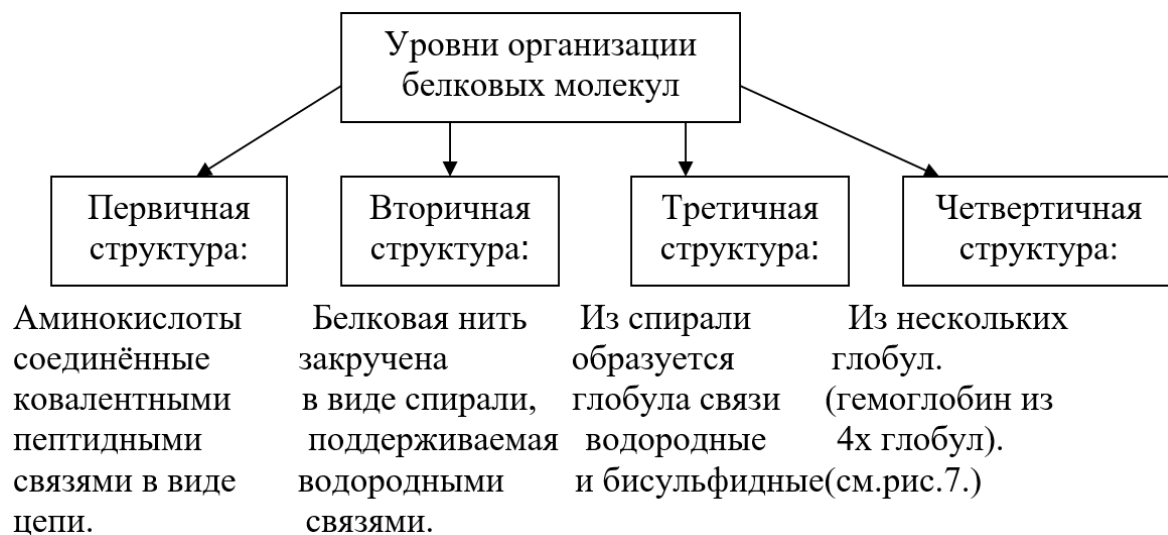 Уровни организации
белковых молекул
Первичная
структура:
Вторичная
структура:
Третичная
структура:
Четвертичная
структура:
Аминокислоты
соединённые
ковалентными
пептидными
связями в виде
цепи.
Белковая нить
закручена
в виде спирали,
поддерживаемая
водородными
связями.
Из спирали
образуется
глобула связи
водородные
и бисульфидные
Из нескольких
глобул.
(гемоглобин из
4х глобул).
(см.рис.7.)